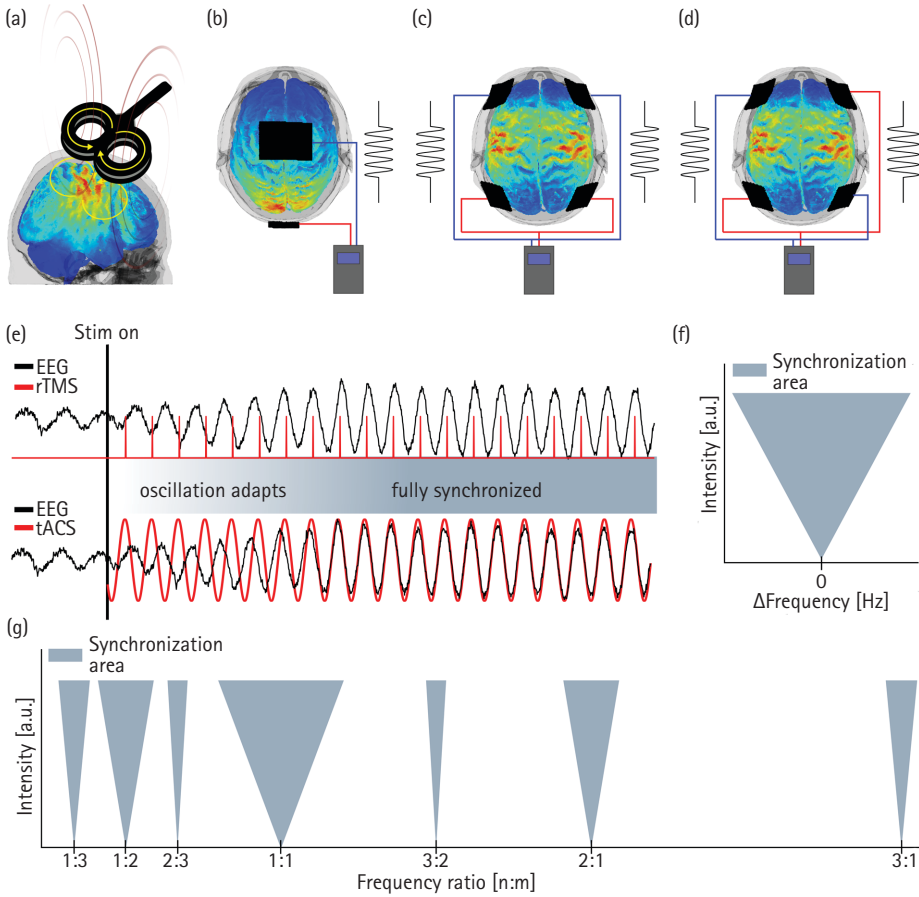 (a)
(b)
(c)
(d)
(e)
Stim on
EEG
rTMS
oscillation adapts
fully synchronized
EEG
tACS
(f)
Synchronization
area
Intensity [a.u.]
0
ΔFrequency [Hz]
(g)
Synchronization
area
Intensity [a.u.]
1:3
1:2
2:3
1:1
3:2
2:1
3:1
Frequency ratio [n:m]